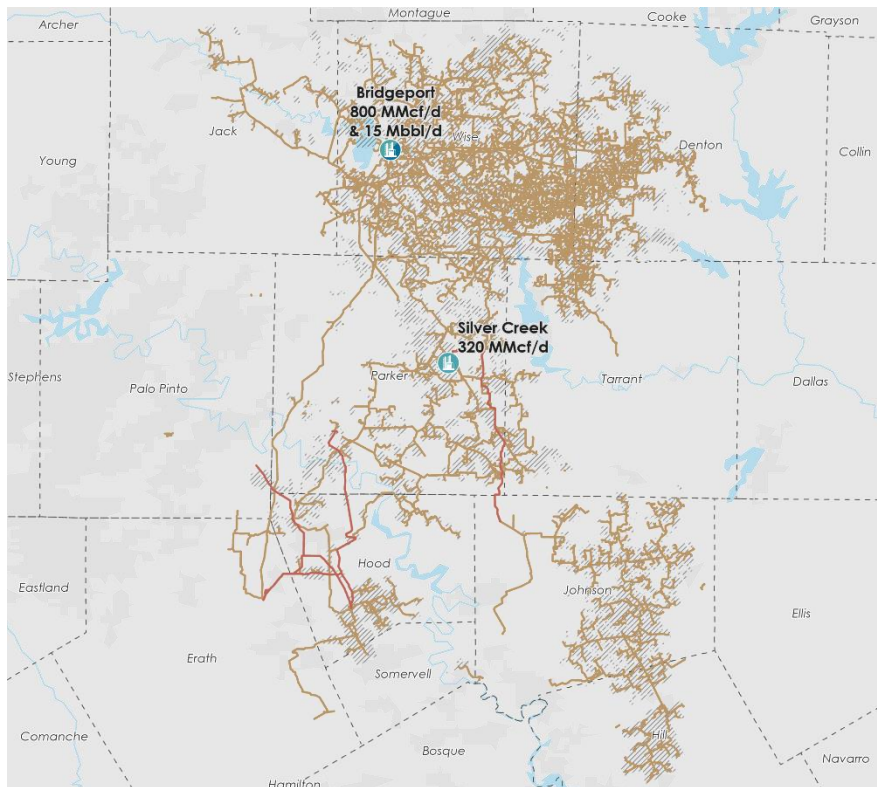 Montague
Archer
Cooke
Grayson
Bridgeport
800 MMcf/d
& 15 Mbbl/d
Jack
Wise
Denton
Young
Collin
Silver Creek
320 MMcf/d
Stephens
Parker
Tarrant
Dallas
Palo Pinto
Hood
Eastland
Johnson
Ellis
Erath
Somervell
Comanche
Hill
Bosque
Navarro
Hamilton